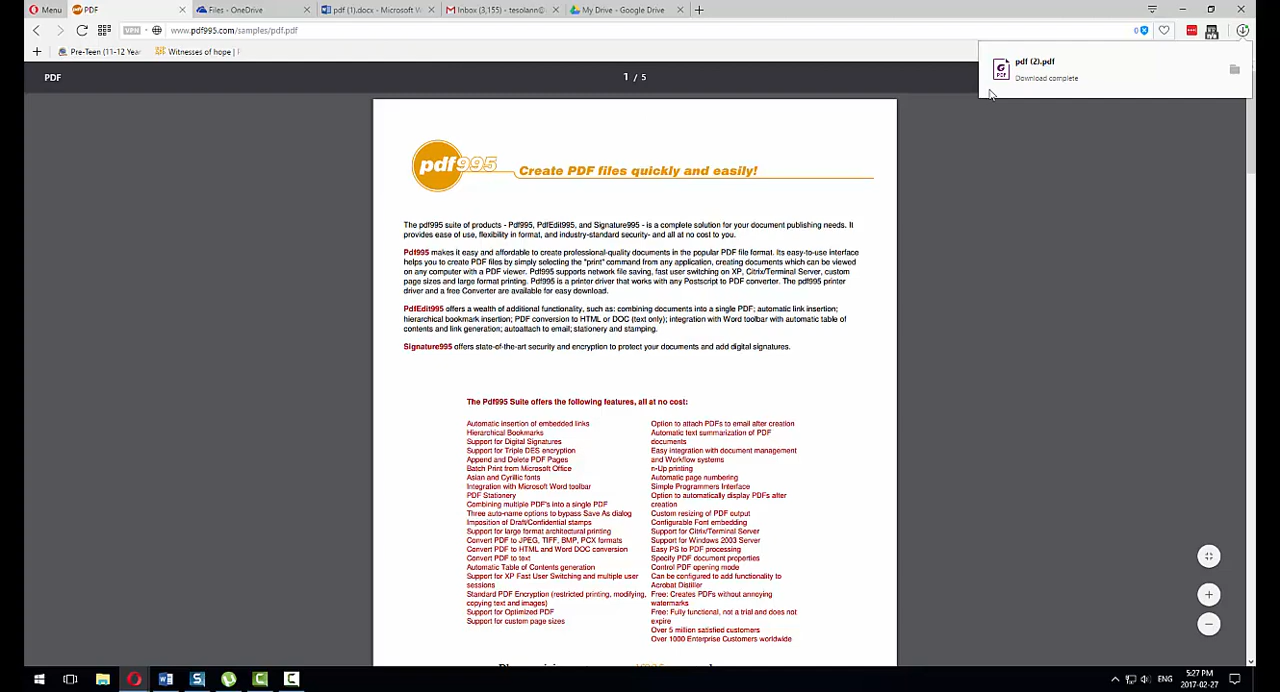 Menu PDF Files - OneDrive pdf (1).docx - Microsoft W Inbox (3,155) - tesolann@ My Drive - Google Drive
VPN www.pdf995.com/samples/pdf.pdf 0
Pre-Teen (11-12 Year Witnesses of hope |
PDF 1 / 5
pdf (2).pdf
Download complete
pdf995 Create PDF files quickly and easily!
The pdf995 suite of products - Pdf995, PdfEdit995, and Signature995 - is a complete solution for your document publishing needs. It
provides ease of use, flexibility in format, and industry-standard security- and all at no cost to you.
Pdf995 makes it easy and affordable to create professional-quality documents in the popular PDF file format. Its easy-to-use interface
helps you to create PDF files by simply selecting the "print" command from any application, creating documents which can be viewed
on any computer with a PDF viewer. Pdf995 supports network file saving, fast user switching on XP, Citrix/Terminal Server, custom
page sizes and large format printing. Pdf995 is a printer driver that works with any Postscript to PDF converter. The pdf995 printer
driver and a free Converter are available for easy download.
PdfEdit995 offers a wealth of additional functionality, such as: combining documents into a single PDF; automatic link insertion;
hierarchical bookmark insertion; PDF conversion to HTML or DOC (text only); integration with Word toolbar with automatic table of
contents and link generation; autoattach to email; stationery and stamping.
Signature995 offers state-of-the-art security and encryption to protect your documents and add digital signatures.
The Pdf995 Suite offers the following features, all at no cost:
Automatic insertion of embedded links
Hierarchical Bookmarks
Support for Digital Signatures
Support for Triple DES encryption
Append and Delete PDF Pages
Batch Print from Microsoft Office
Asian and Cyrillic fonts
Integration with Microsoft Word toolbar
PDF Stationery
Combining multiple PDF's into a single PDF
Three auto-name options to bypass Save As dialog
Imposition of Draft/Confidential stamps
Support for large format architectural printing
Convert PDF to JPEG, TIFF, BMP, PCX formats
Convert PDF to HTML and Word DOC conversion
Convert PDF to text
Automatic Table of Contents generation
Support for XP Fast User Switching and multiple user
sessions
Standard PDF Encryption (restricted printing, modifying,
copying text and images)
Support for Optimized PDF
Support for custom page sizes
Option to attach PDFs to email after creation
Automatic text summarization of PDF
documents
Easy integration with document management
and Workflow systems
n-Up printing
Automatic page numbering
Simple Programmers Interface
Option to automatically display PDFs after
creation
Custom resizing of PDF output
Configurable Font embedding
Support for Citrix/Terminal Server
Support for Windows 2003 Server
Easy PS to PDF processing
Specify PDF document properties
Control PDF opening mode
Can be configured to add functionality to
Acrobat Distiller
Free: Creates PDFs without annoying
watermarks
Free: Fully functional, not a trial and does not
expire
Over 5 million satisfied customers
Over 1000 Enterprise Customers worldwide
ENG 5:27 PM
2017-02-27